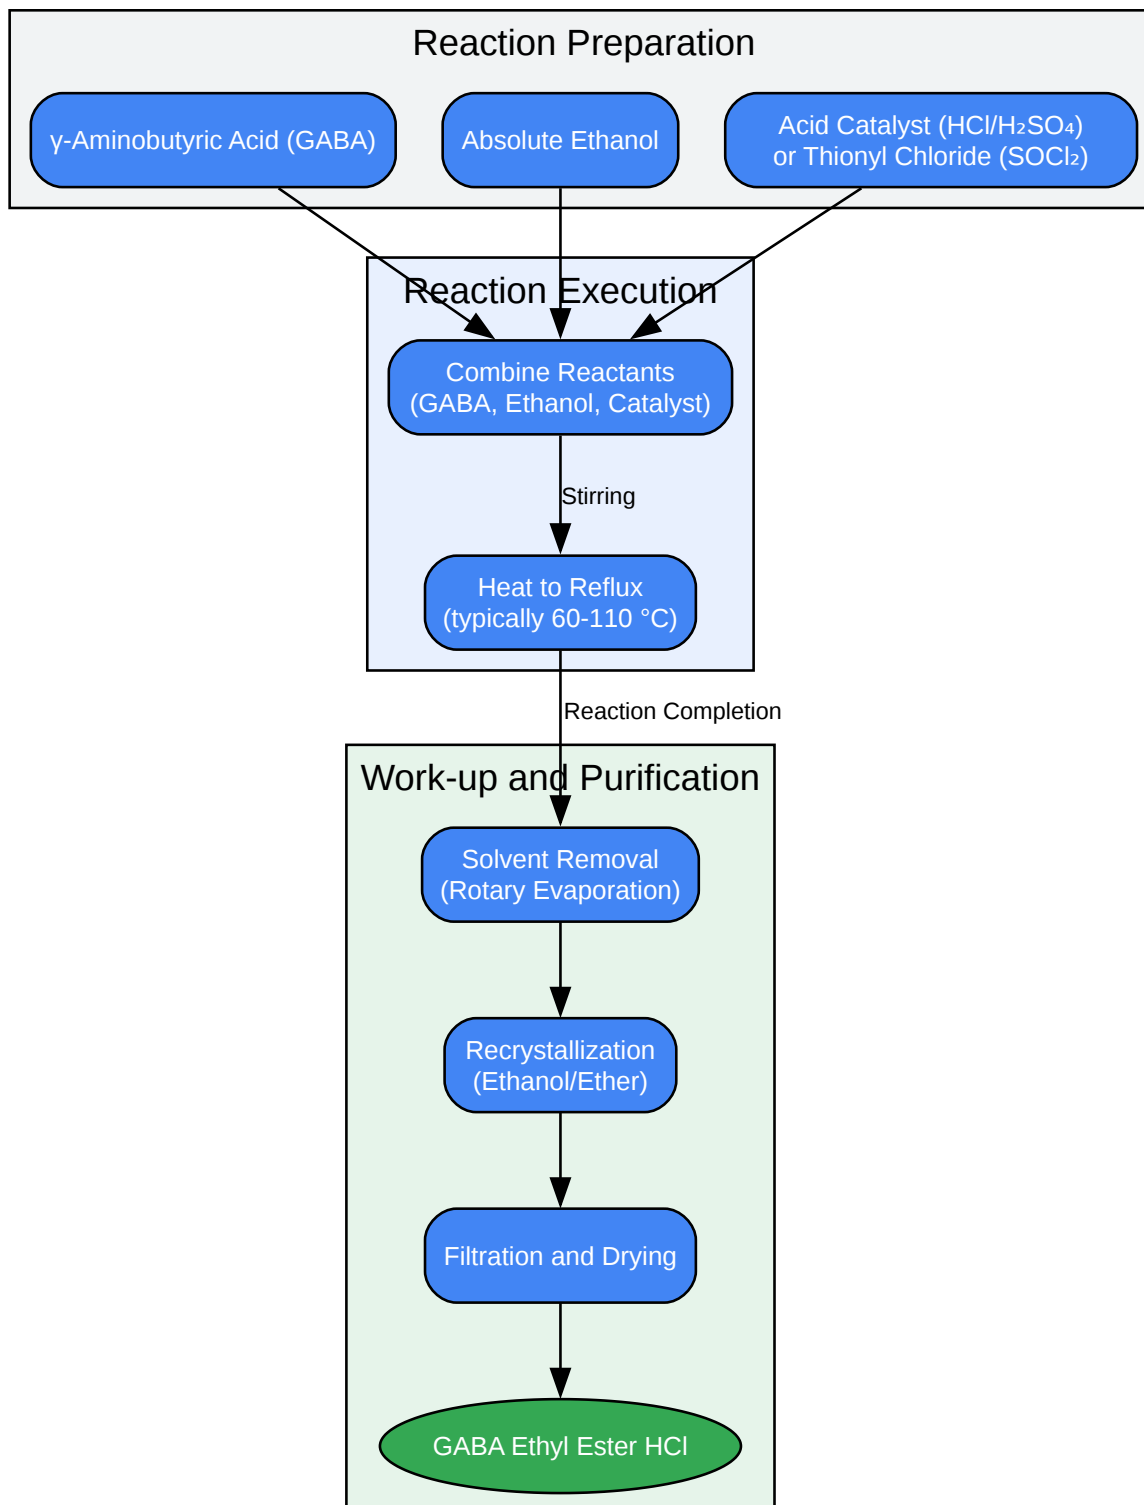 Reaction Preparation
γ-Aminobutyric Acid (GABA)
Absolute Ethanol
Acid Catalyst (HCl/H₂SO₄)
or Thionyl Chloride (SOCl₂)
Reaction Execution
Combine Reactants
(GABA, Ethanol, Catalyst)
Stirring
Heat to Reflux
(typically 60-110 °C)
Reaction Completion
Work-up and Purification
Solvent Removal
(Rotary Evaporation)
Recrystallization
(Ethanol/Ether)
Filtration and Drying
GABA Ethyl Ester HCl